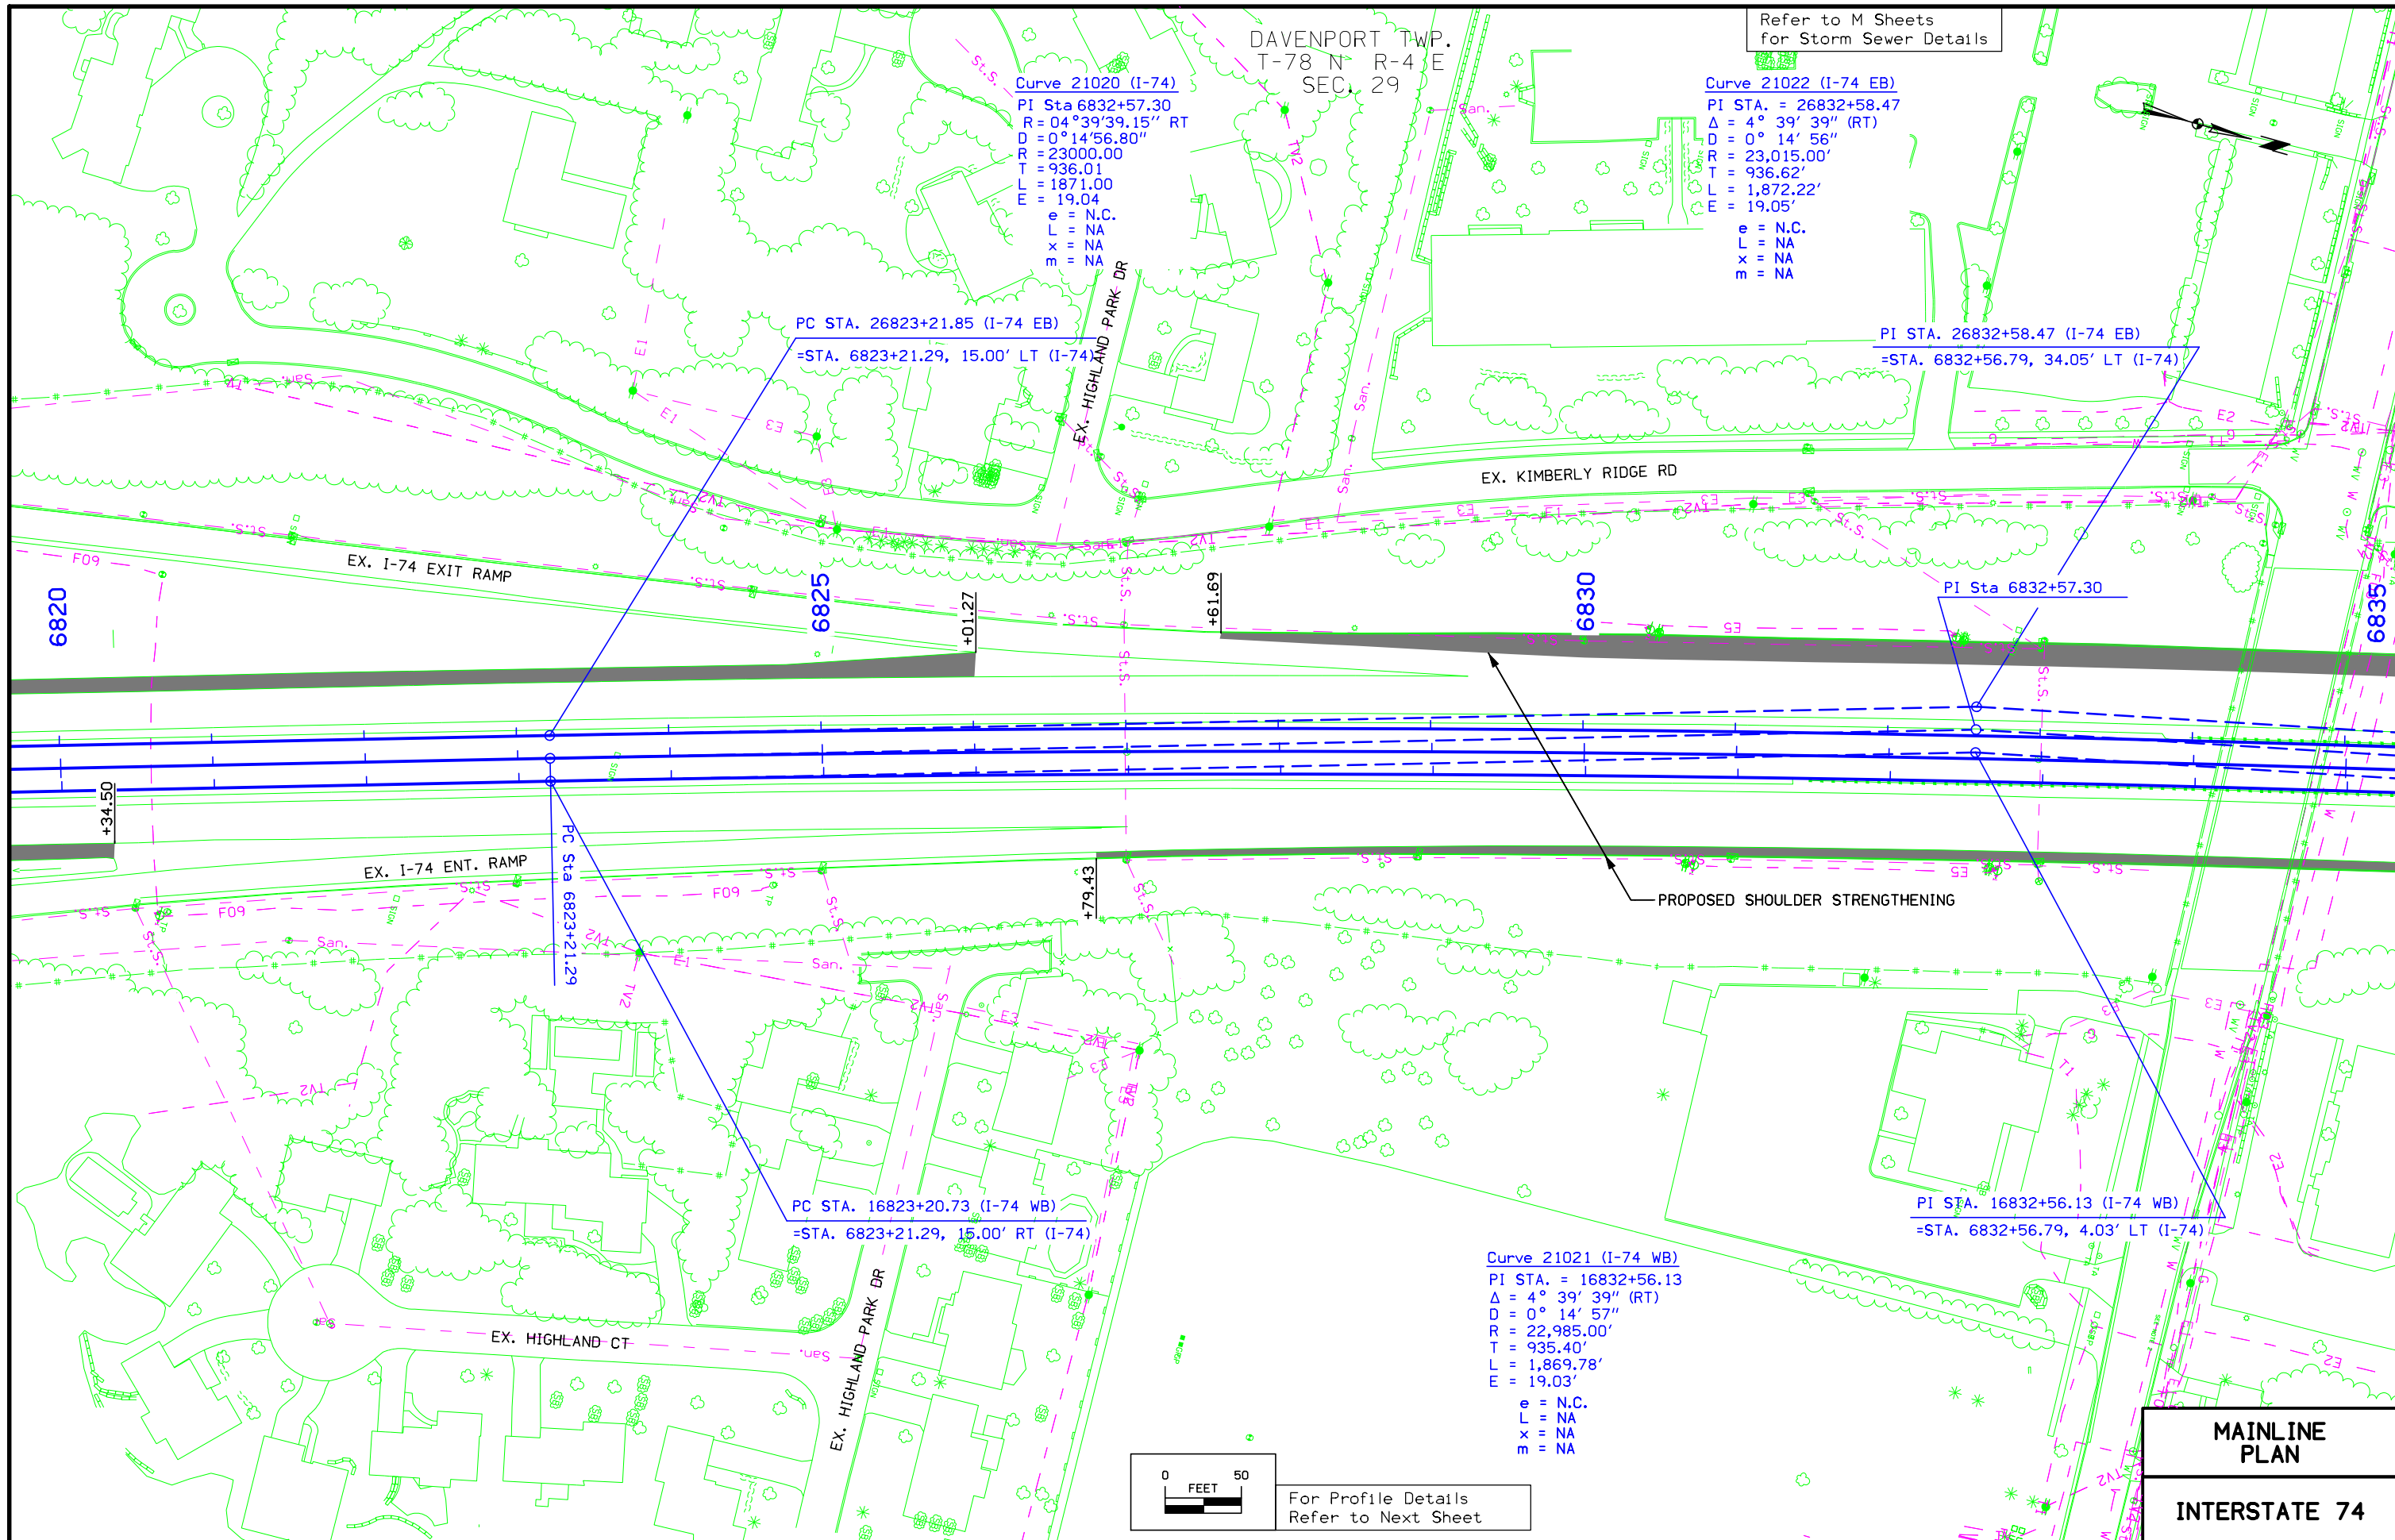 Refer to M Sheets
for Storm Sewer Details
DAVENPORT TWP.
T-78 N R-4 E
SEC. 29
Curve 21020 (I-74)
PI Sta 6832+57.30
R = 04°39'39.15" RT
D = 0°14'56.80"
R = 23000.00
T = 936.01
L = 1871.00
E = 19.04
e = N.C.
L = NA
x = NA
m = NA
Curve 21022 (I-74 EB)
PI STA. = 26832+58.47
Δ = 4° 39' 39" (RT)
D = 0° 14' 56"
R = 23,015.00'
T = 936.62'
L = 1,872.22'
E = 19.05'
e = N.C.
L = NA
x = NA
m = NA
PC STA. 26823+21.85 (I-74 EB)
=STA. 6823+21.29, 15.00' LT (I-74)
PI STA. 26832+58.47 (I-74 EB)
=STA. 6832+56.79, 34.05' LT (I-74)
EX. HIGHLAND PARK DR
EX. KIMBERLY RIDGE RD
EX. I-74 EXIT RAMP
PI Sta 6832+57.30
6820
6825
6830
6835
+01.27
+61.69
+34.50
+79.43
EX. I-74 ENT. RAMP
PC Sta 6823+21.29
PROPOSED SHOULDER STRENGTHENING
PC STA. 16823+20.73 (I-74 WB)
=STA. 6823+21.29, 15.00' RT (I-74)
PI STA. 16832+56.13 (I-74 WB)
=STA. 6832+56.79, 4.03' LT (I-74)
Curve 21021 (I-74 WB)
PI STA. = 16832+56.13
Δ = 4° 39' 39" (RT)
D = 0° 14' 57"
R = 22,985.00'
T = 935.40'
L = 1,869.78'
E = 19.03'
e = N.C.
L = NA
x = NA
m = NA
EX. HIGHLAND CT
EX. HIGHLAND PARK DR
0 50
FEET
For Profile Details
Refer to Next Sheet
MAINLINE
PLAN
INTERSTATE 74
St.S.
San.
TV2
E1
E3
F09
E5
E2
G
W
T1
SIGN